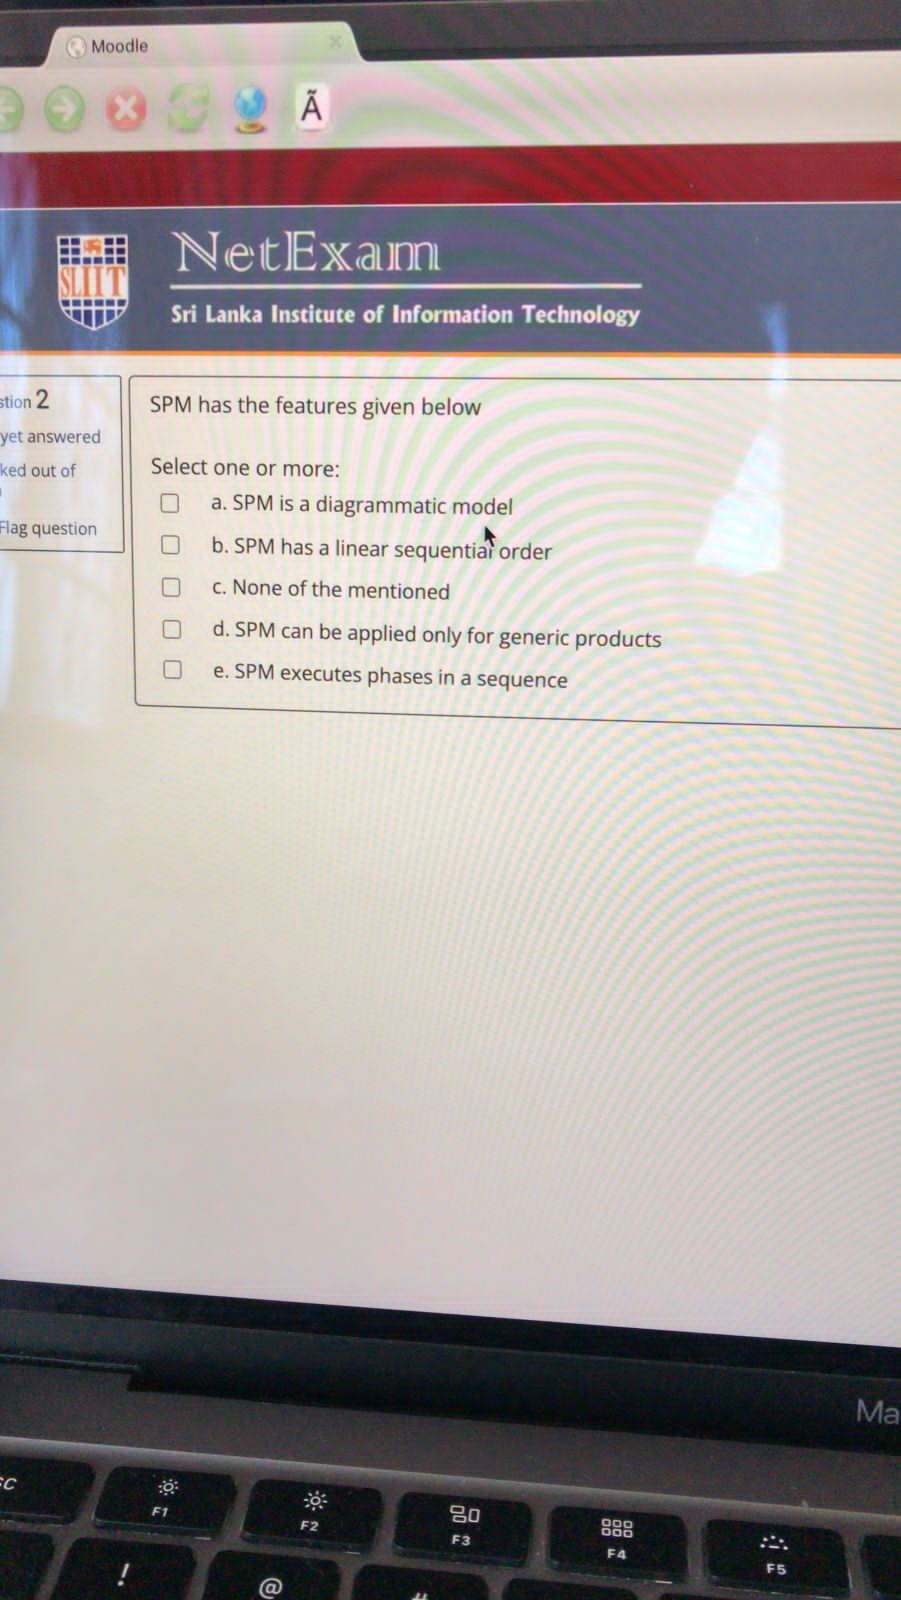 Moodle
Ã
SLIIT
NetExam
Sri Lanka Institute of Information Technology
stion 2
yet answered
ked out of
Flag question
SPM has the features given below
Select one or more:
a. SPM is a diagrammatic model
b. SPM has a linear sequential order
c. None of the mentioned
d. SPM can be applied only for generic products
e. SPM executes phases in a sequence
Ma
F1
F2
F3
F4
F5
!
@
#